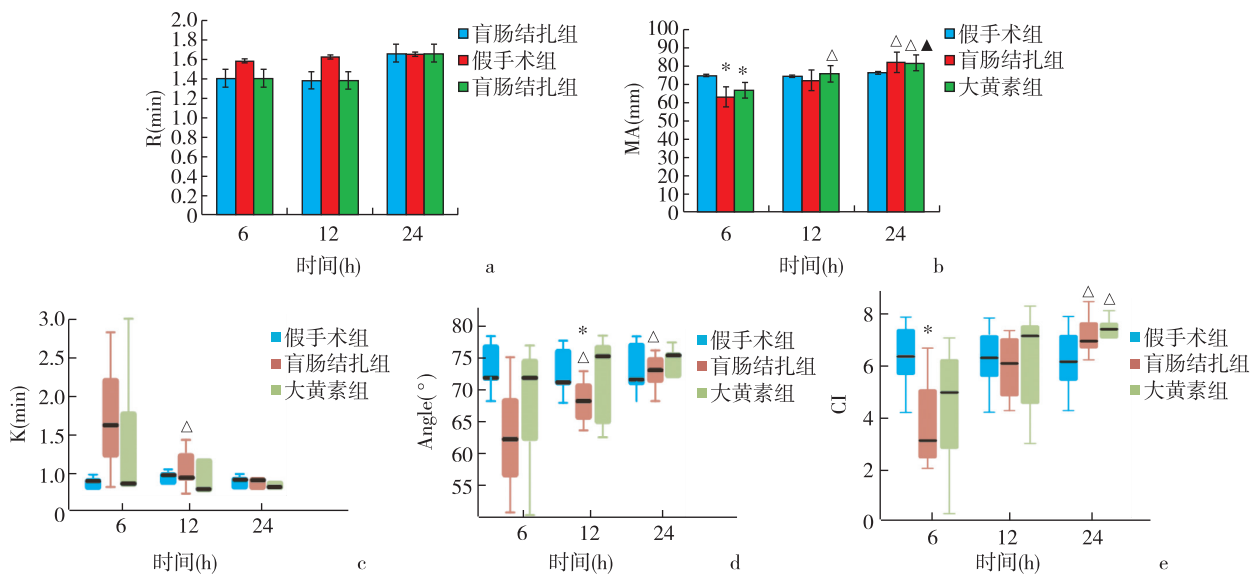 2.0
1.8
1.6
1.4
1.2
1.0
0.8
0.6
0.4
0.2
0
R(min)
6
12
24
时间(h)
a
盲肠结扎组
假手术组
盲肠结扎组
100
90
80
70
60
50
40
30
20
10
0
MA(mm)
* *
△
△ △ ▲
6
12
24
时间(h)
b
假手术组
盲肠结扎组
大黄素组
3.0
2.5
2.0
1.5
1.0
0
K(min)
△
6
12
24
时间(h)
c
假手术组
盲肠结扎组
大黄素组
80
75
70
65
60
55
Angle(°)
*
△
△
6
12
24
时间(h)
d
假手术组
盲肠结扎组
大黄素组
8
6
4
2
0
CI
*
△
△
6
12
24
时间(h)
e
假手术组
盲肠结扎组
大黄素组